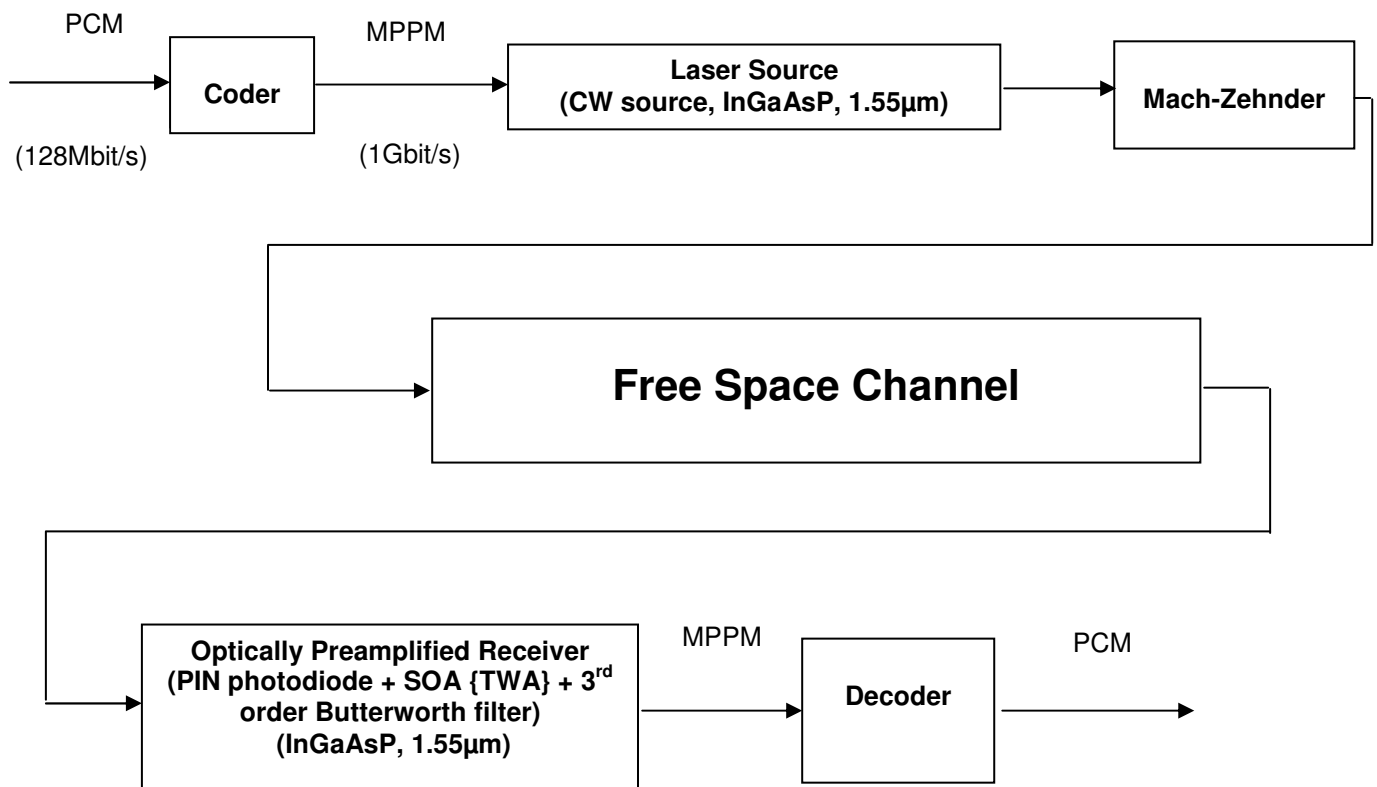 PCM
MPPM
Coder
Laser Source
(CW source, InGaAsP, 1.55µm)
Mach-Zehnder
(128Mbit/s)
(1Gbit/s)
Free Space Channel
Optically Preamplified Receiver
(PIN photodiode + SOA {TWA} + 3rd
order Butterworth filter)
(InGaAsP, 1.55µm)
MPPM
Decoder
PCM